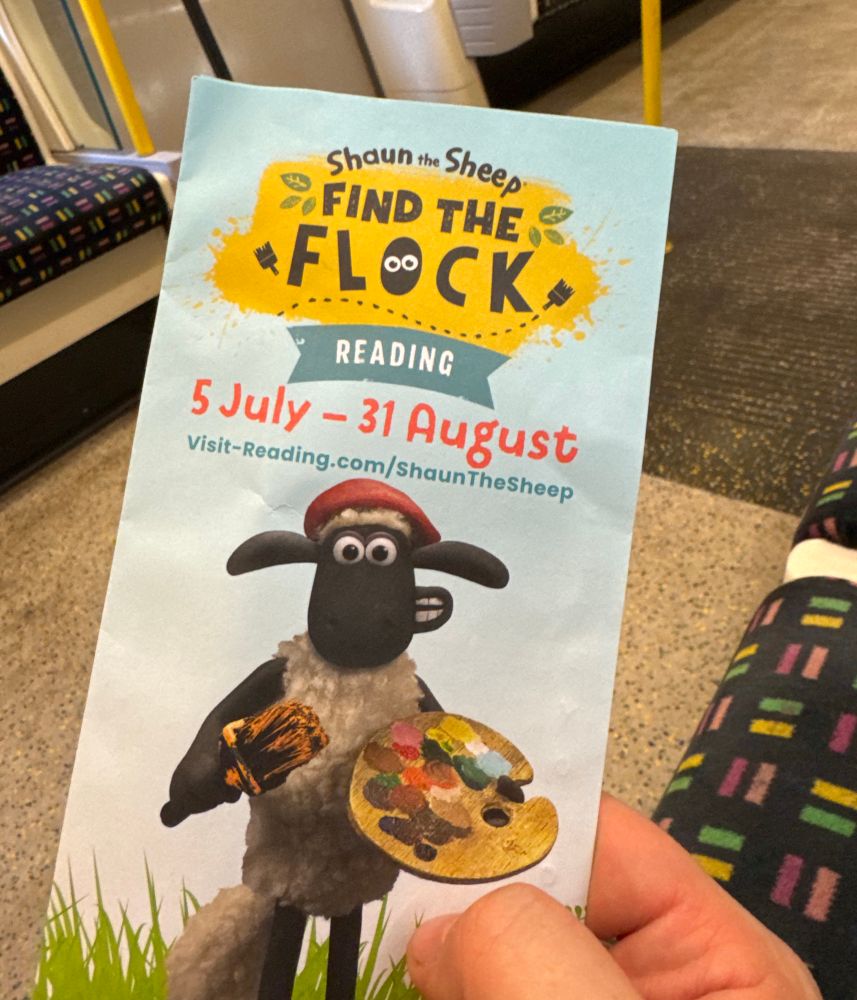 Shaun the Sheep
FIND THE
FLOCK
READING
5 July – 31 August
Visit-Reading.com/ShaunTheSheep